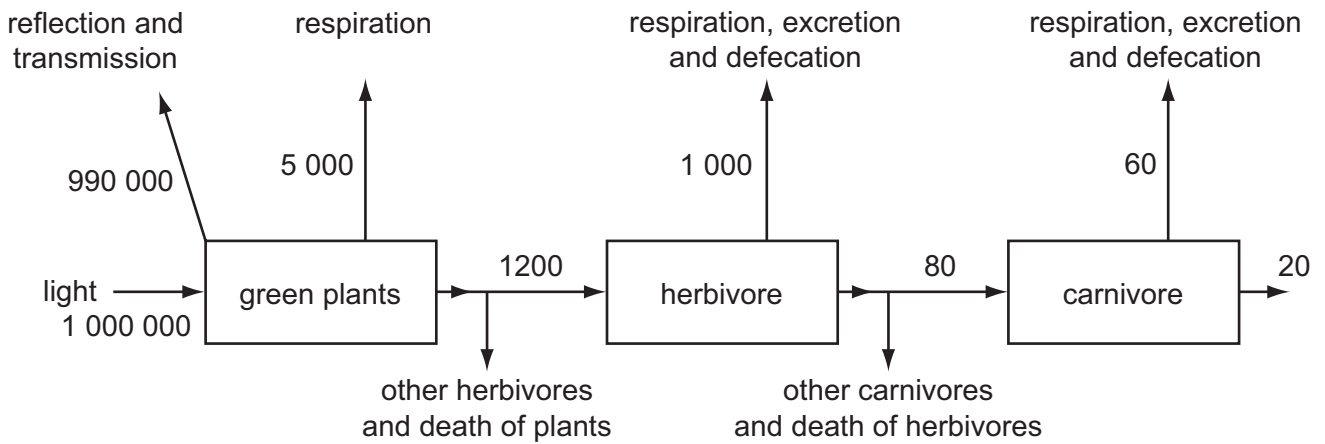 reflection and
transmission
respiration
respiration, excretion
and defecation
respiration, excretion
and defecation
990 000
5 000
1 000
60
light
1 000 000
green plants
1200
herbivore
80
carnivore
20
other herbivores
and death of plants
other carnivores
and death of herbivores